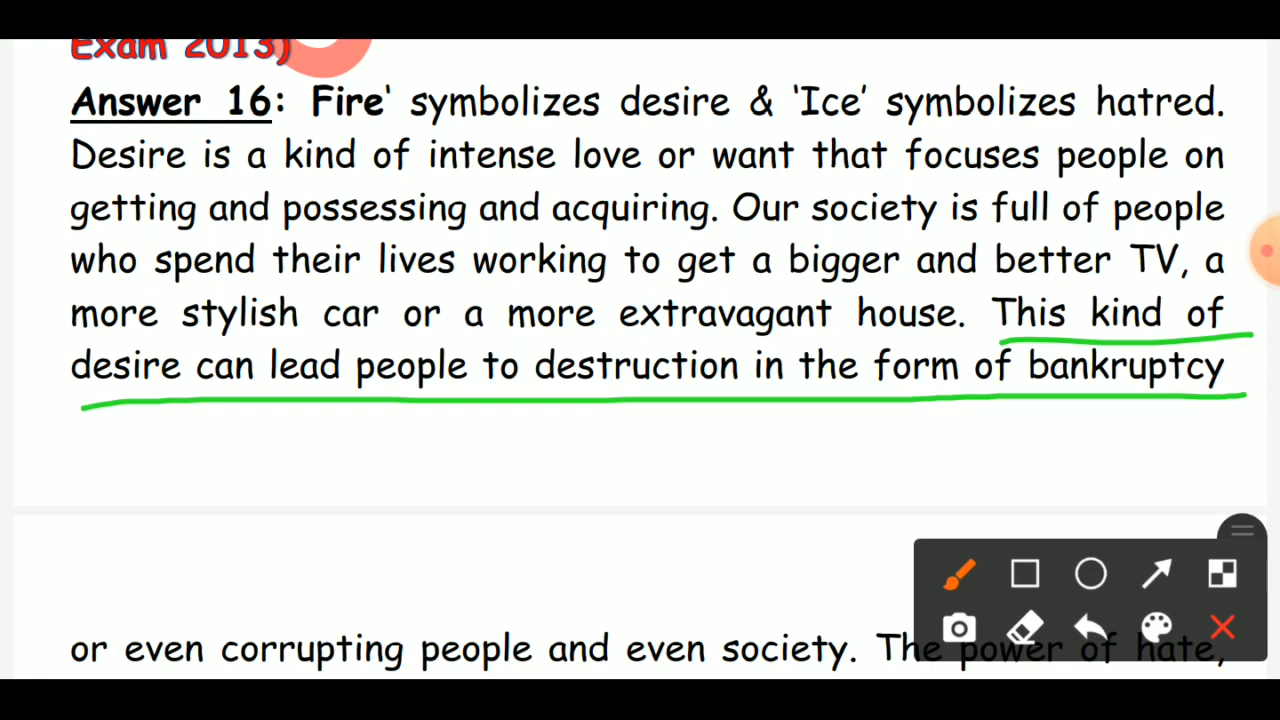 Exam 2013)
Answer 16: Fire' symbolizes desire & 'Ice' symbolizes hatred.
Desire is a kind of intense love or want that focuses people on
getting and possessing and acquiring. Our society is full of people
who spend their lives working to get a bigger and better TV, a
more stylish car or a more extravagant house. This kind of
desire can lead people to destruction in the form of bankruptcy
or even corrupting people and even society. The power of hate,